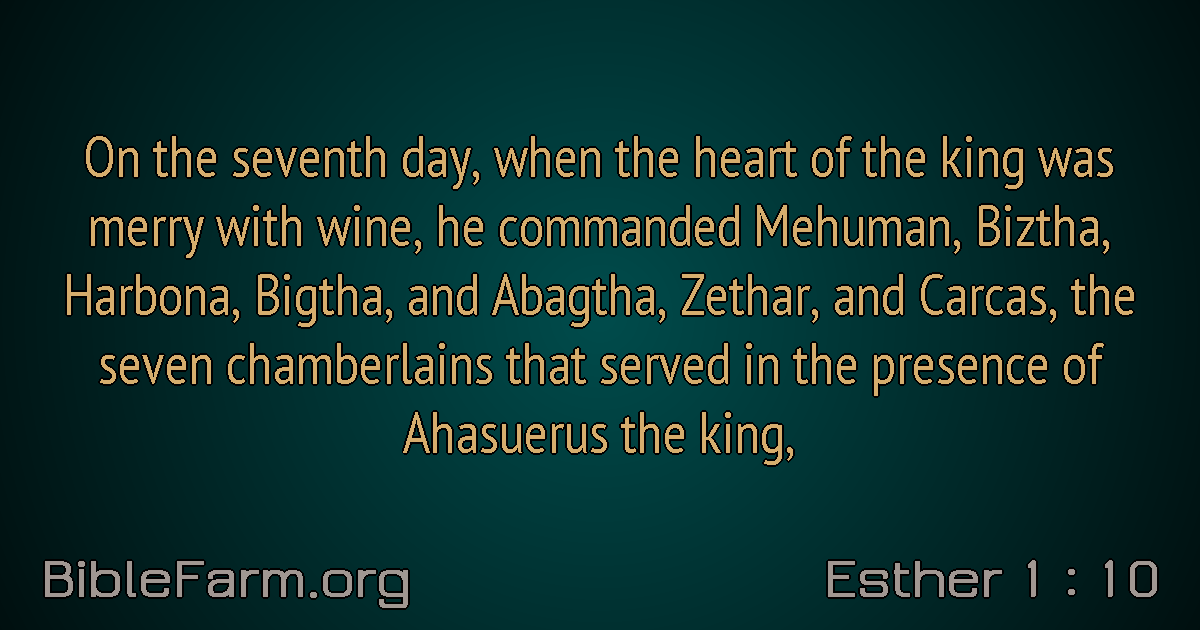 On the seventh day, when the heart of the king was
merry with wine, he commanded Mehuman, Biztha,
Harbona, Bigtha, and Abagtha, Zethar, and Carcas, the
seven chamberlains that served in the presence of
Ahasuerus the king,
BibleFarm.org
Esther 1 : 10